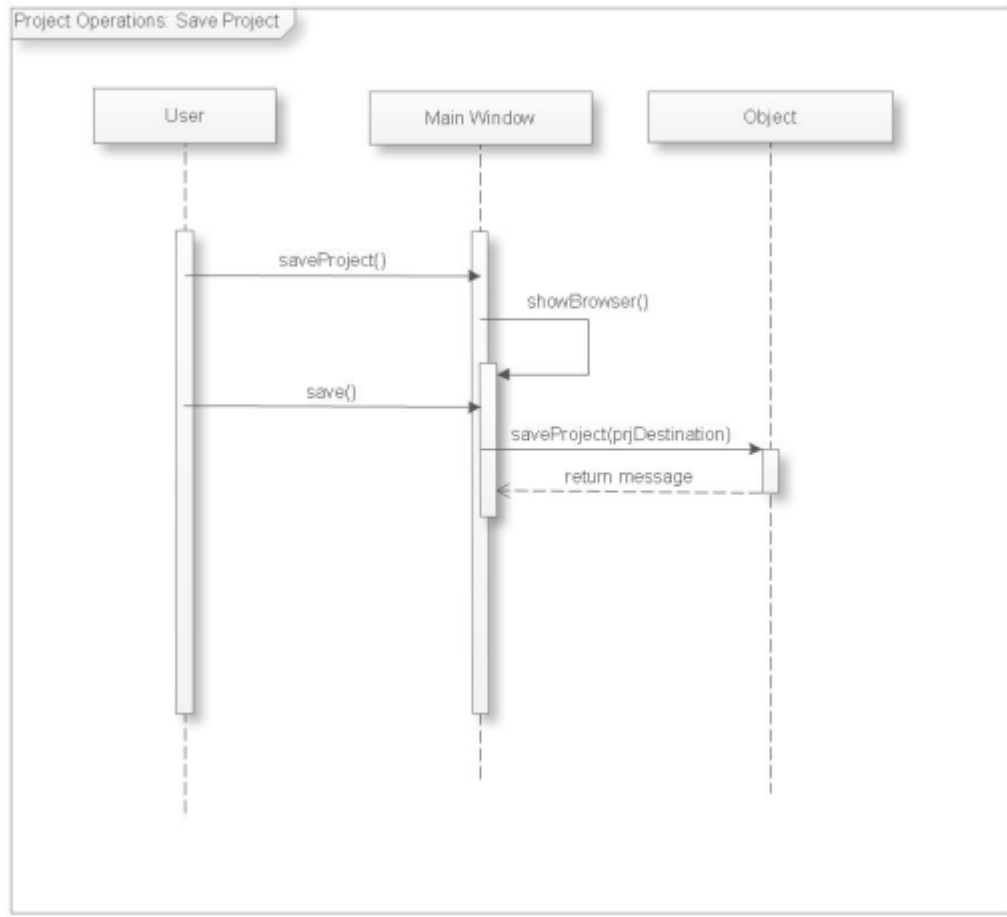 Project Operations: Save Project
User
Main Window
Object
saveProject()
showBrowser()
save()
saveProject(prjDestination)
return message